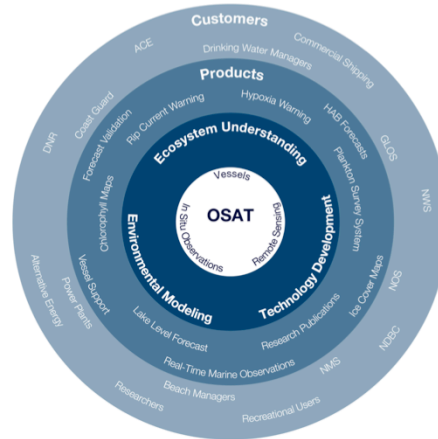 Customers
ACE
Drinking Water Managers
Commercial Shipping
Coast Guard
DNR
GLOS
NWS
NOS
NDBC
NMS
Alternative Energy
Power Plants
Researchers
Beach Managers
Recreational Users
Products
Rip Current Warning
Hypoxia Warning
Forecast Validation
HAB Forecasts
Chlorophyll Maps
Plankton Survey System
Vessel Support
Ice Cover Maps
Lake Level Forecast
Research Publications
Real-Time Marine Observations
Ecosystem Understanding
Environmental Modeling
Technology Development
Vessels
In Situ Observations
Remote Sensing
OSAT